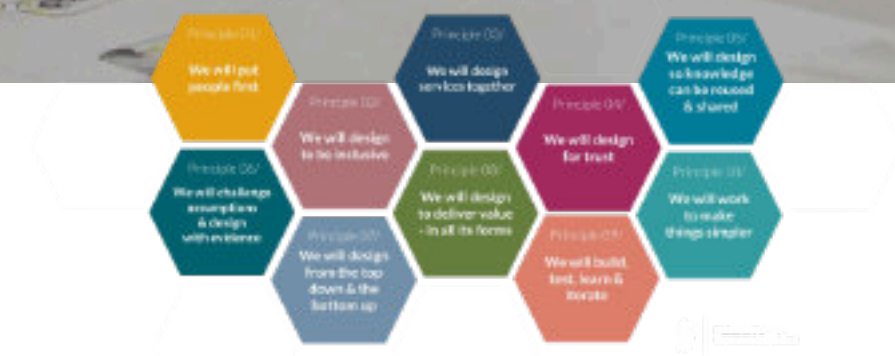 Principle 01/
We will put
people first
Principle 02/
We will design
to be inclusive
Principle 03/
We will design
services together
Principle 04/
We will design
for trust
Principle 05/
We will design
so knowledge
can be reused
& shared
Principle 06/
We will challenge
assumptions
& design
with evidence
Principle 07/
We will design
from the top
down & the
bottom up
Principle 08/
We will design
to deliver value
- in all its forms
Principle 09/
We will build,
test, learn &
iterate
Principle 10/
We will work
to make
things simpler